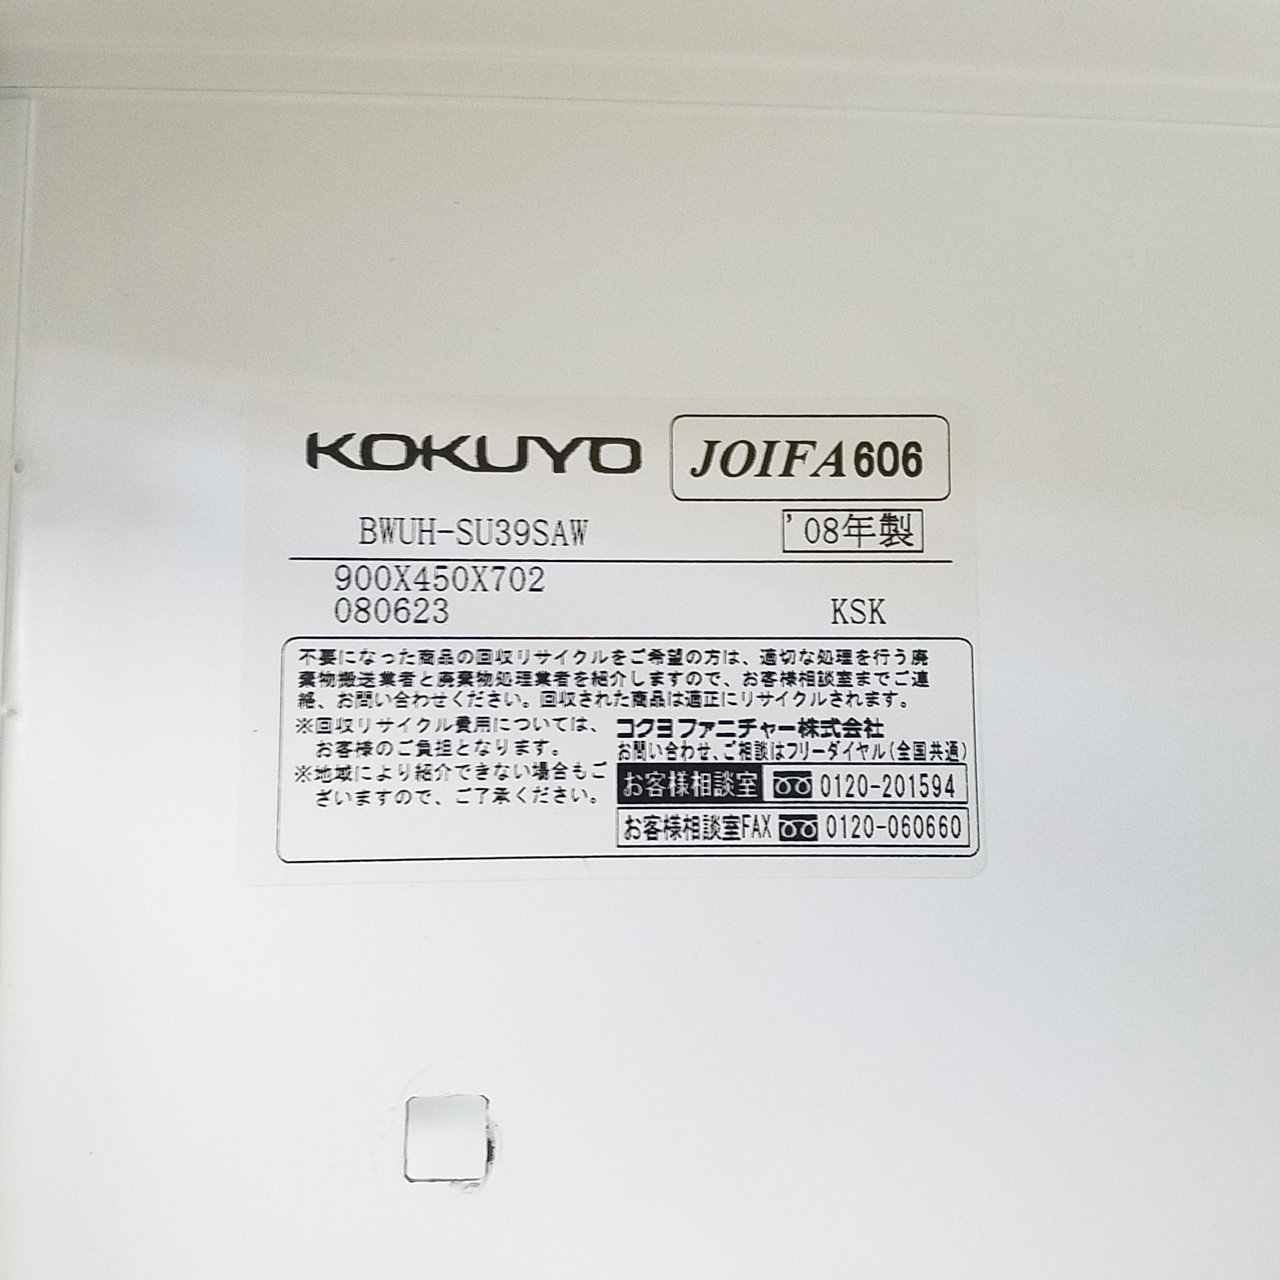 KOKUYO
JOIFA606
BWUH-SU39SAW
'08年製
900X450X702
080623
KSK
不要になった商品の回収リサイクルをご希望の方は、適切な処理を行う廃
棄物搬送業者と廃棄物処理業者を紹介しますので、お客様相談室までご連
絡、お問い合わせください。回収された商品は適正にリサイクルされます。
※回収リサイクル費用については、
お客様のご負担となります。
※地域により紹介できない場合もご
ざいますので、ご了承ください。
コクヨファニチャー株式会社
お問い合わせ、ご相談はフリーダイヤル(全国共通)
お客様相談室 0120-201594
お客様相談室FAX 0120-060660